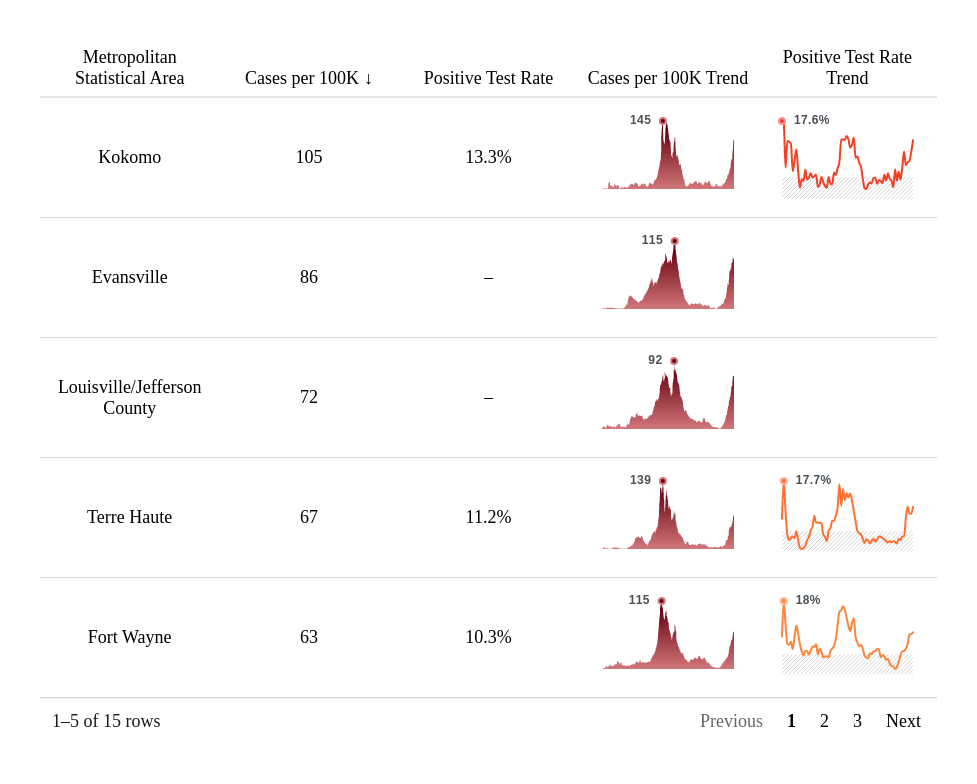 Metropolitan
Statistical Area
Cases per 100K ↓
Positive Test Rate
Cases per 100K Trend
Positive Test Rate
Trend
Kokomo
105
13.3%
145
17.6%
Evansville
86
–
115
Louisville/Jefferson
County
72
–
92
Terre Haute
67
11.2%
139
17.7%
Fort Wayne
63
10.3%
115
18%
1–5 of 15 rows
Previous 1 2 3 Next